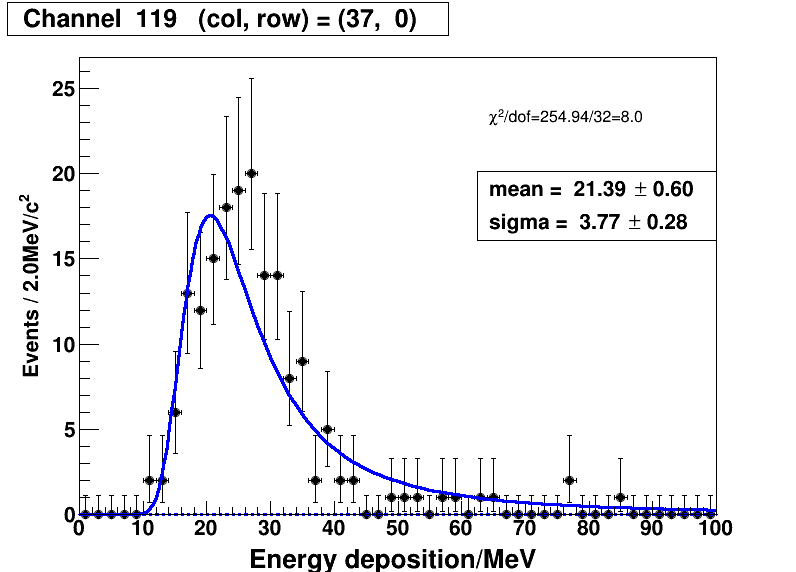 Channel 119 (col, row) = (37, 0)
χ²/dof=254.94/32=8.0
mean = 21.39 ± 0.60
sigma = 3.77 ± 0.28
Events / 2.0MeV/c²
25
20
15
10
5
0
0 10 20 30 40 50 60 70 80 90 100
Energy deposition/MeV